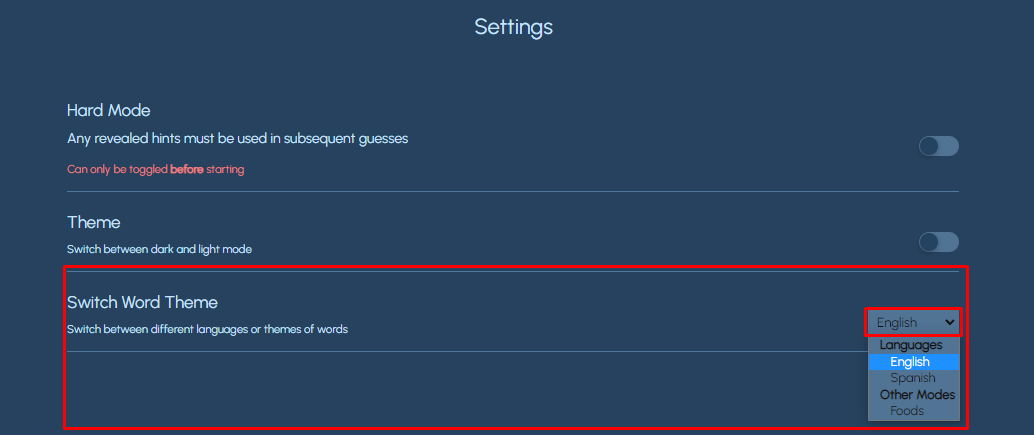 Settings
Hard Mode
Any revealed hints must be used in subsequent guesses
Can only be toggled before starting
Theme
Switch between dark and light mode
Switch Word Theme
Switch between different languages or themes of words
English
Languages
English
Spanish
Other Modes
Foods